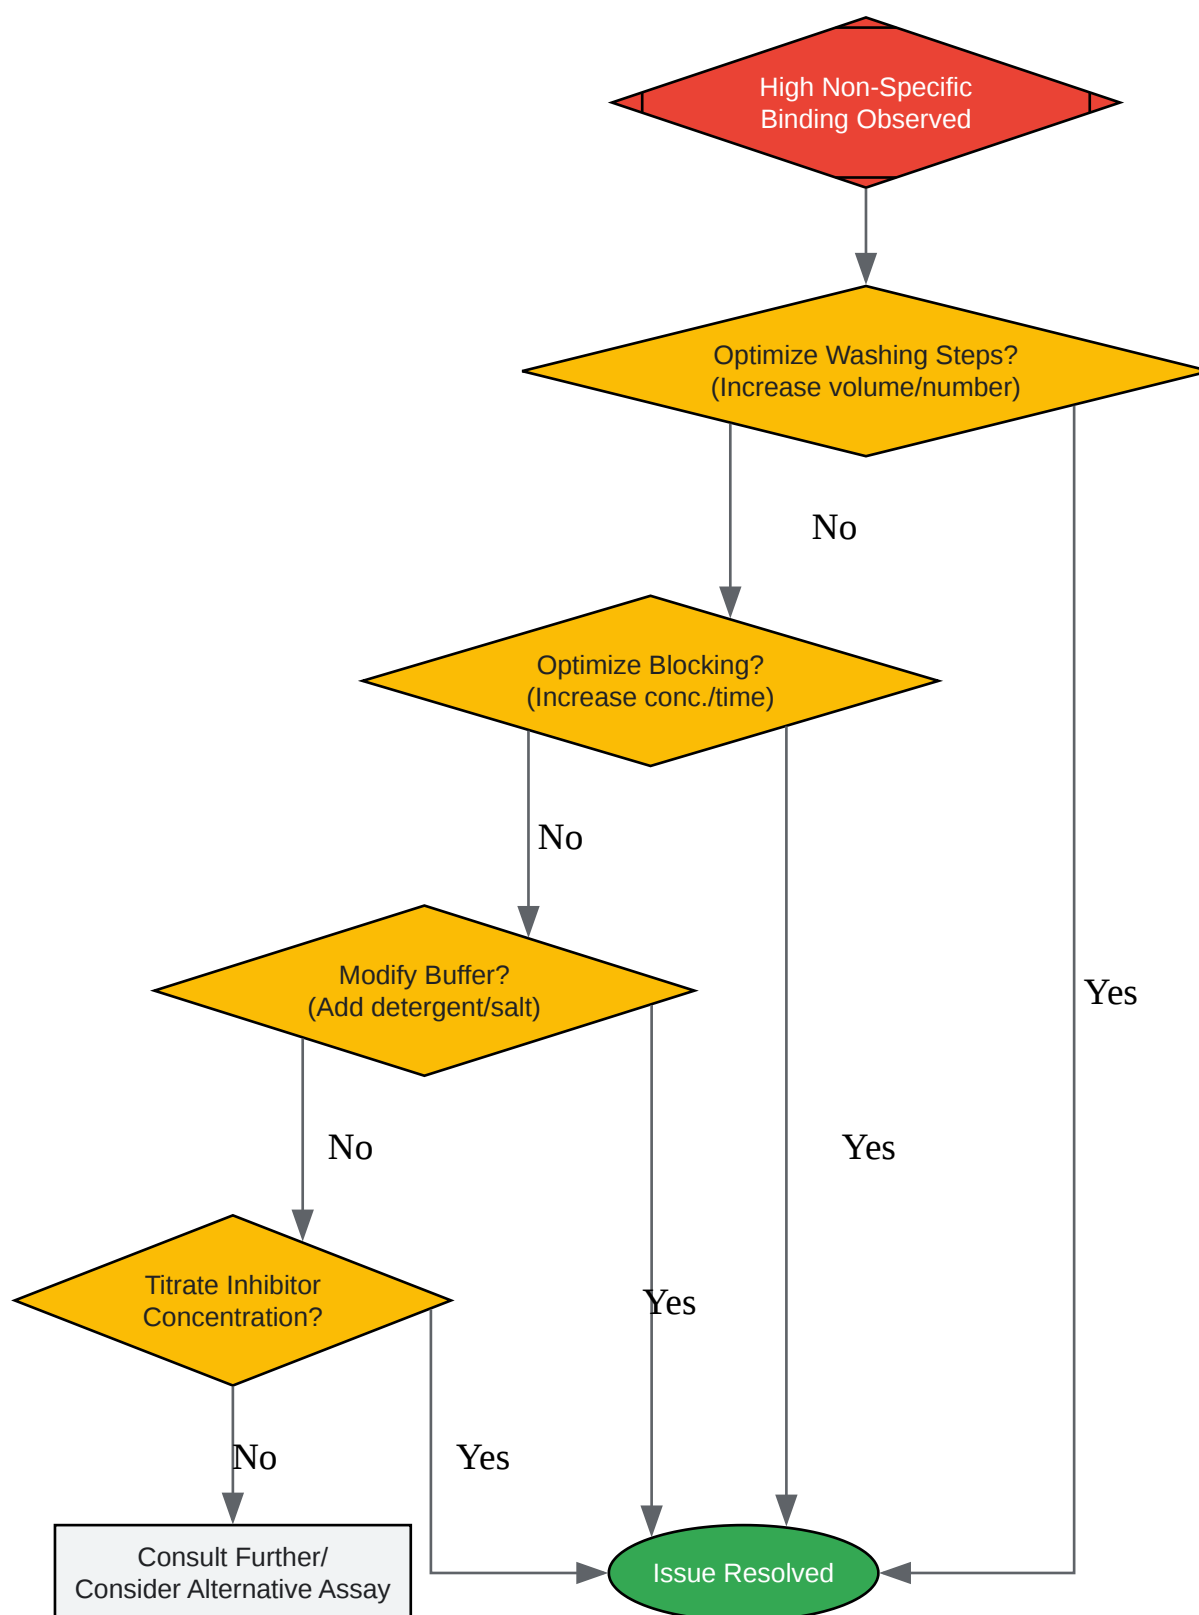 High Non-Specific
Binding Observed
Optimize Washing Steps?
(Increase volume/number)
No
Optimize Blocking?
(Increase conc./time)
No
Modify Buffer?
(Add detergent/salt)
Yes
No
Yes
Titrate Inhibitor
Concentration?
Yes
No
Yes
Consult Further/
Consider Alternative Assay
Issue Resolved